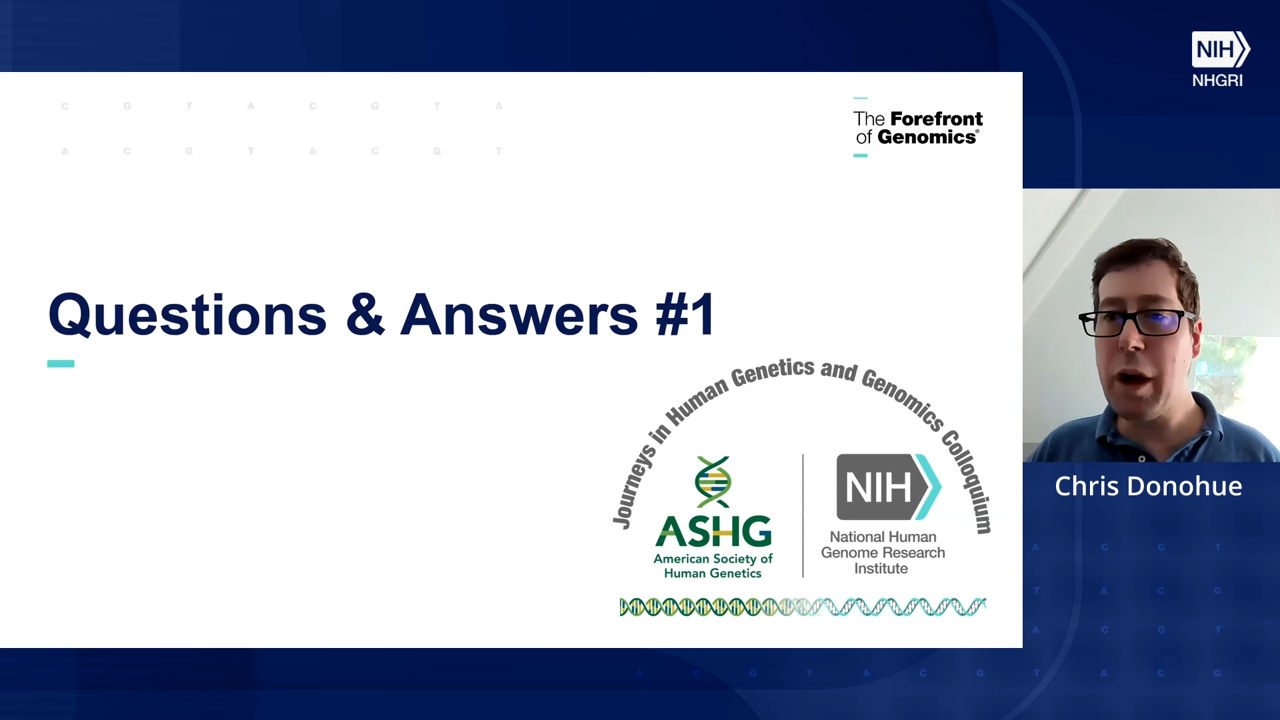 NIH
NHGRI
C G T A C G T A
A C G T A C G T
The Forefront
of Genomics®
Questions & Answers #1
Journeys in Human Genetics and Genomics Colloquium
ASHG
American Society of
Human Genetics
NIH
National Human
Genome Research
Institute
Chris Donohue
A C G T
T A C G
A C G T
A C G T A C G T A C G